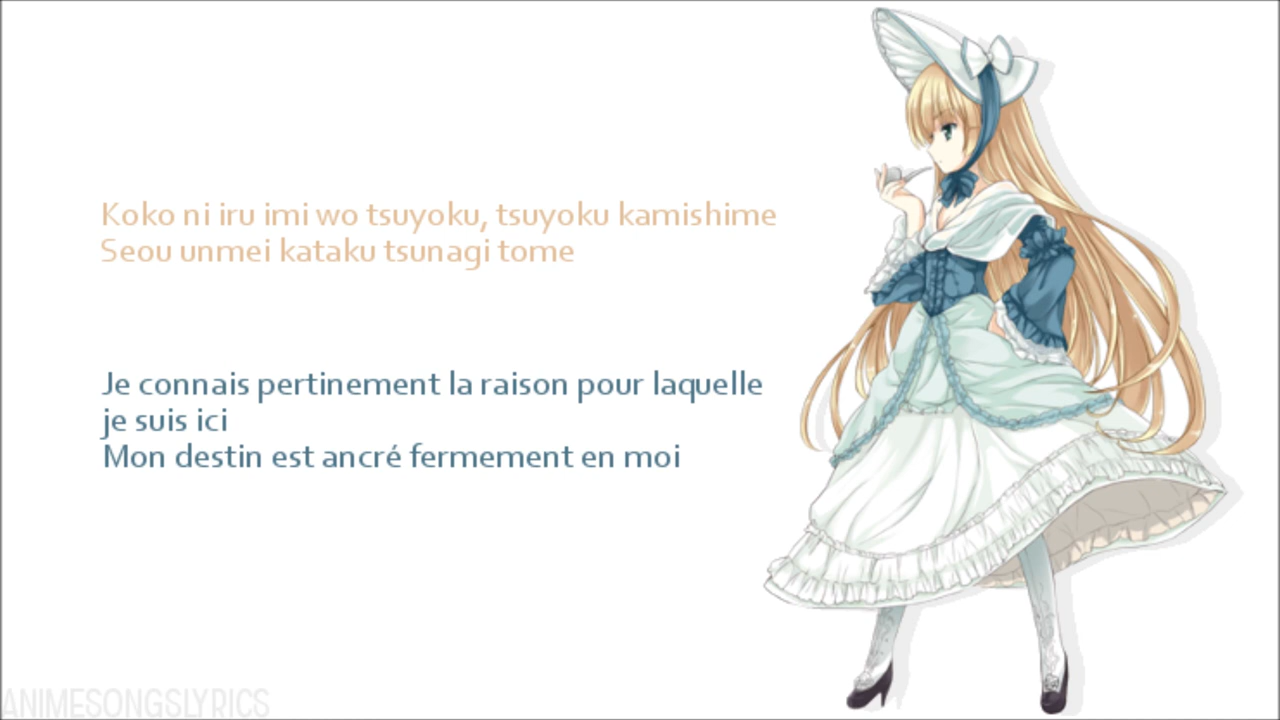 Koko ni iru imi wo tsuyoku, tsuyoku kamishime
Seou unmei kataku tsunagi tome
Je connais pertinement la raison pour laquelle
je suis ici
Mon destin est ancré fermement en moi
ANIMESONGSLYRICS